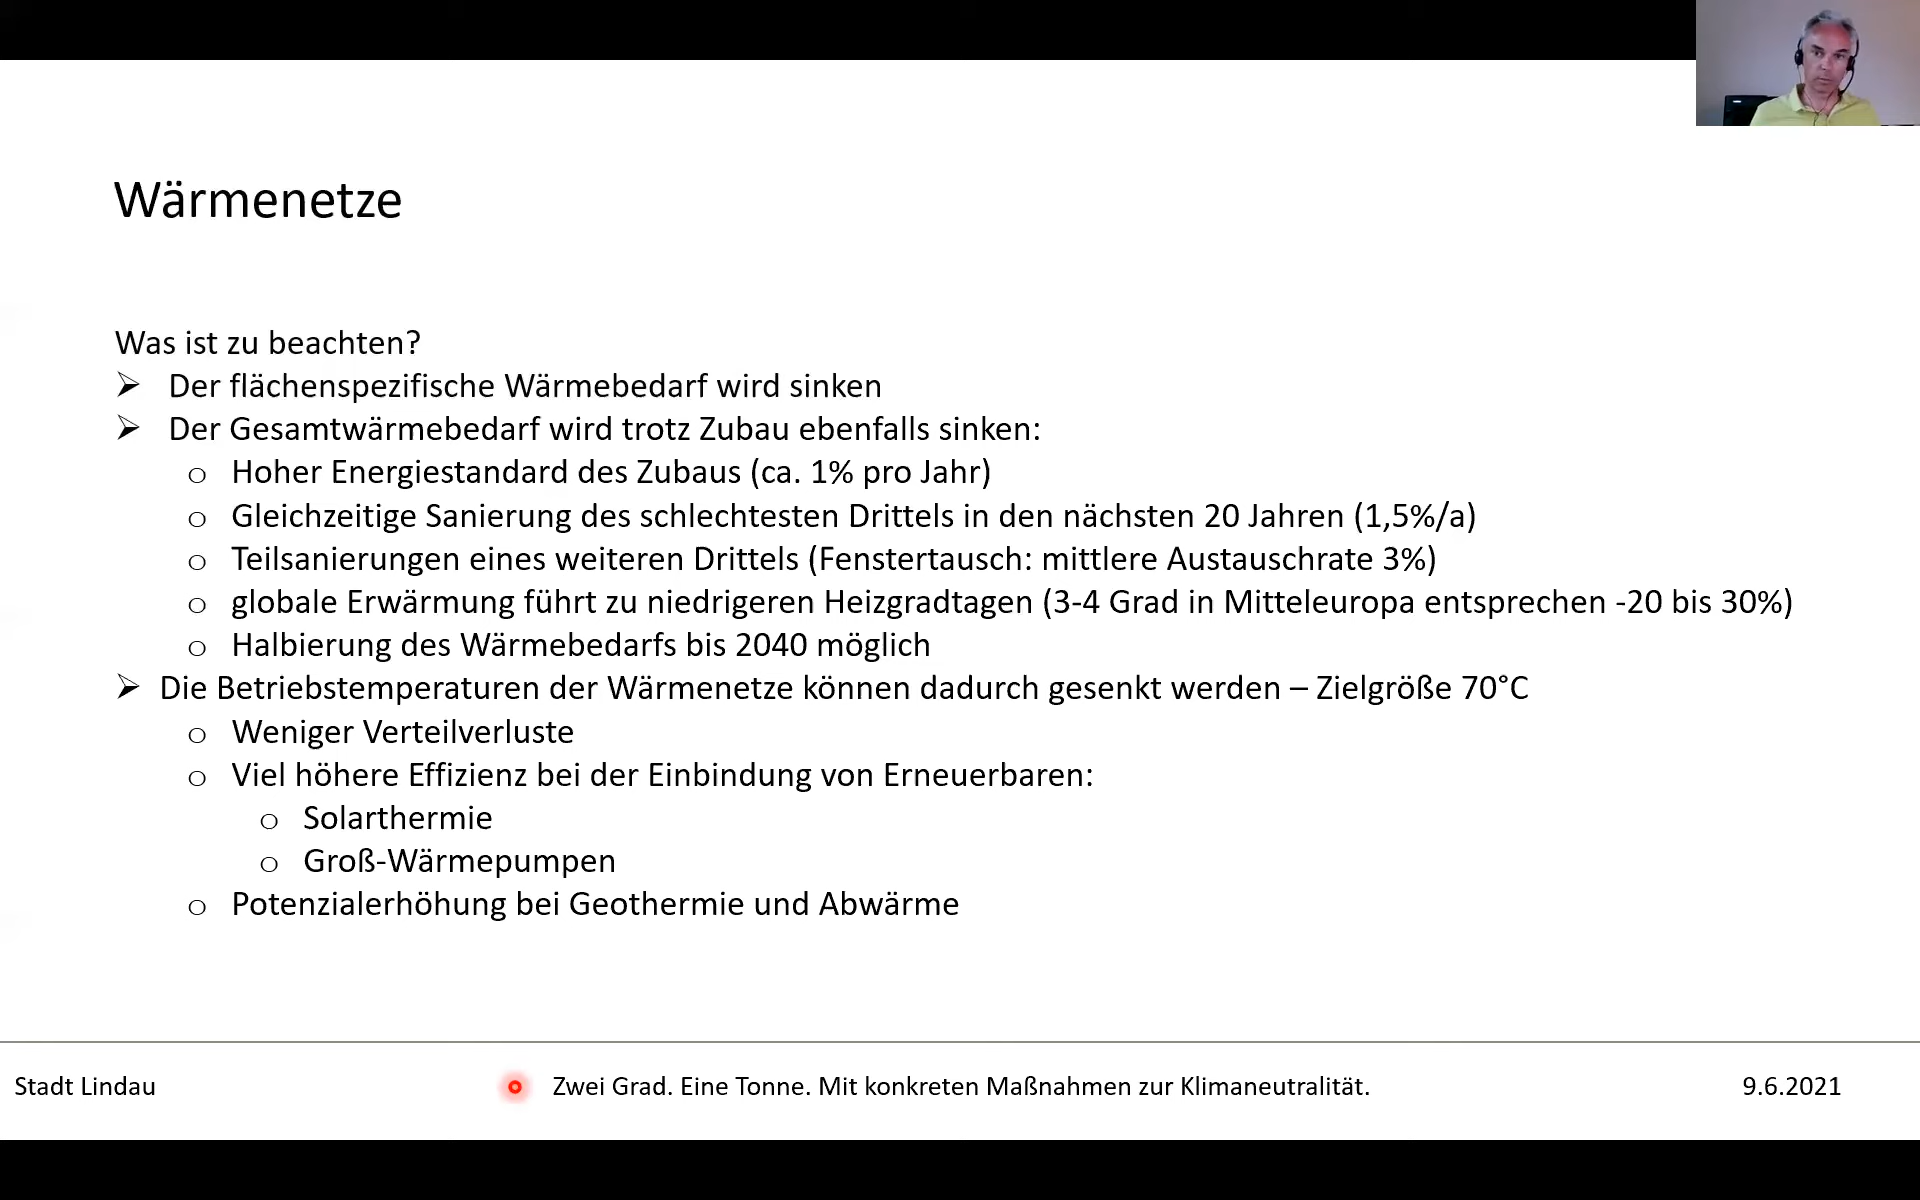 Wärmenetze
Was ist zu beachten?
➢ Der flächenspezifische Wärmebedarf wird sinken
➢ Der Gesamtwärmebedarf wird trotz Zubau ebenfalls sinken:
o Hoher Energiestandard des Zubaus (ca. 1% pro Jahr)
o Gleichzeitige Sanierung des schlechtesten Drittels in den nächsten 20 Jahren (1,5%/a)
o Teilsanierungen eines weiteren Drittels (Fenstertausch: mittlere Austauschrate 3%)
o globale Erwärmung führt zu niedrigeren Heizgradtagen (3-4 Grad in Mitteleuropa entsprechen -20 bis 30%)
o Halbierung des Wärmebedarfs bis 2040 möglich
➢ Die Betriebstemperaturen der Wärmenetze können dadurch gesenkt werden – Zielgröße 70°C
o Weniger Verteilverluste
o Viel höhere Effizienz bei der Einbindung von Erneuerbaren:
o Solarthermie
o Groß-Wärmepumpen
o Potenzialerhöhung bei Geothermie und Abwärme
Stadt Lindau Zwei Grad. Eine Tonne. Mit konkreten Maßnahmen zur Klimaneutralität. 9.6.2021